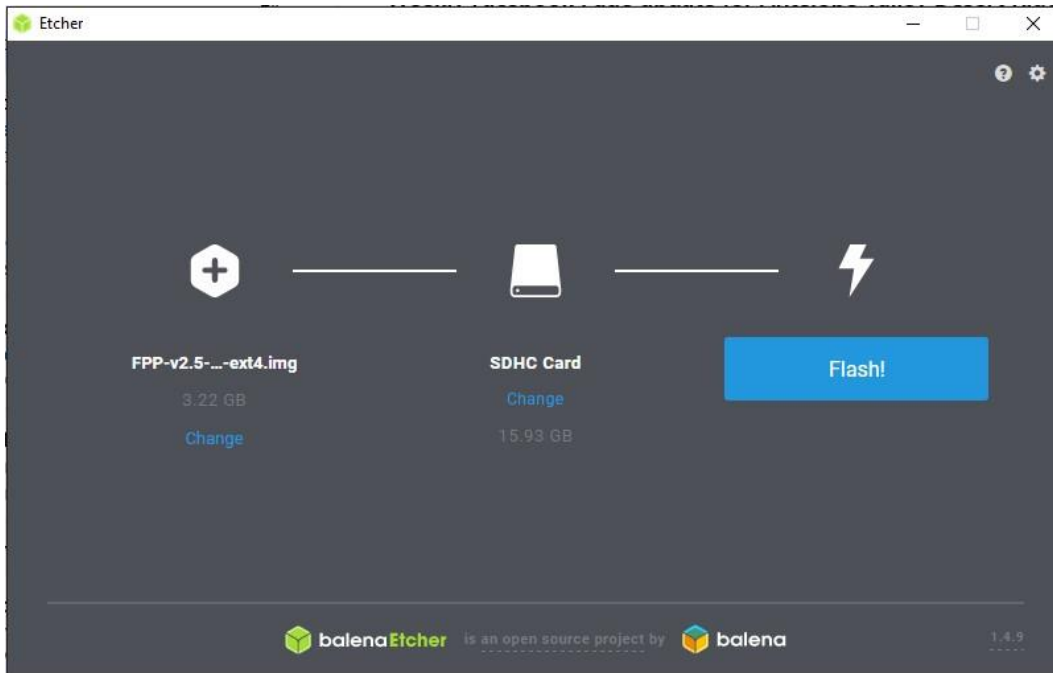 Etcher
FPP-v2.5-...-ext4.img
3.22 GB
Change
SDHC Card
Change
15.93 GB
Flash!
balenaEtcher is an open source project by balena
1.4.9